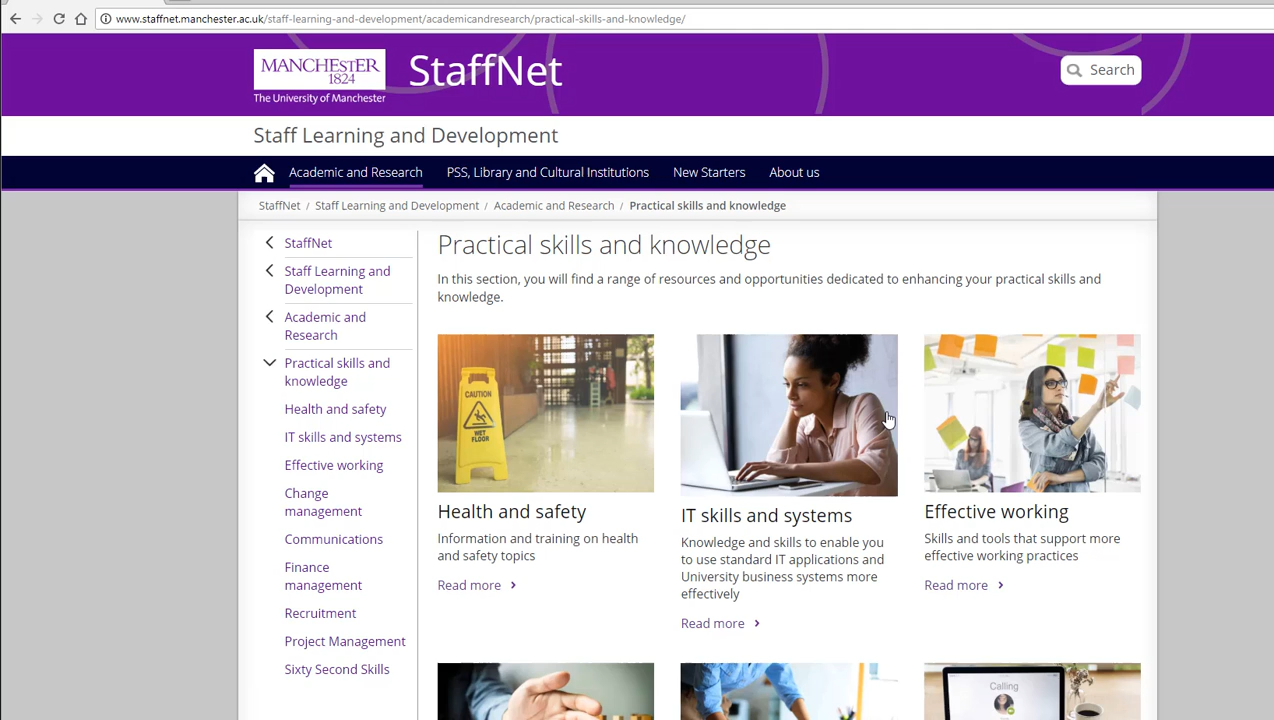 www.staffnet.manchester.ac.uk/staff-learning-and-development/academicandresearch/practical-skills-and-knowledge/
MANCHESTER
1824
The University of Manchester
StaffNet
Search
Staff Learning and Development
Academic and Research
PSS, Library and Cultural Institutions
New Starters
About us
StaffNet / Staff Learning and Development / Academic and Research / Practical skills and knowledge
StaffNet
Staff Learning and
Development
Academic and
Research
Practical skills and
knowledge
Health and safety
IT skills and systems
Effective working
Change
management
Communications
Finance
management
Recruitment
Project Management
Sixty Second Skills
Practical skills and knowledge
In this section, you will find a range of resources and opportunities dedicated to enhancing your practical skills and
knowledge.
CAUTION
WET
FLOOR
Health and safety
Information and training on health
and safety topics
Read more
IT skills and systems
Knowledge and skills to enable you
to use standard IT applications and
University business systems more
effectively
Read more
Effective working
Skills and tools that support more
effective working practices
Read more
Calling